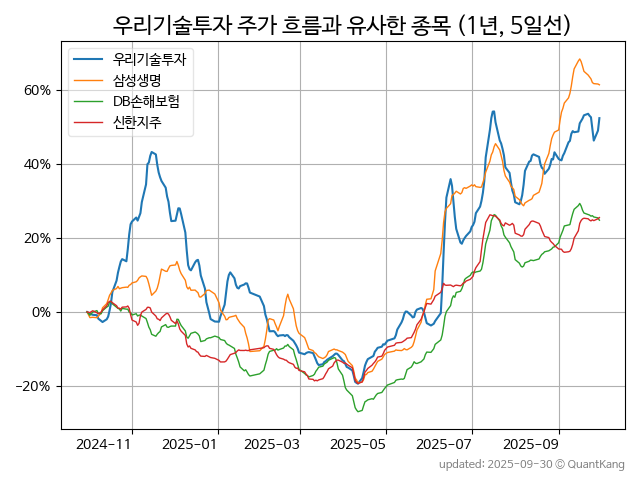 우리기술투자 주가 흐름과 유사한 종목 (1년, 5일선)
우리기술투자
삼성생명
DB손해보험
신한지주
60%
40%
20%
0%
−20%
2024-11
2025-01
2025-03
2025-05
2025-07
2025-09
updated: 2025-09-30 © QuantKang